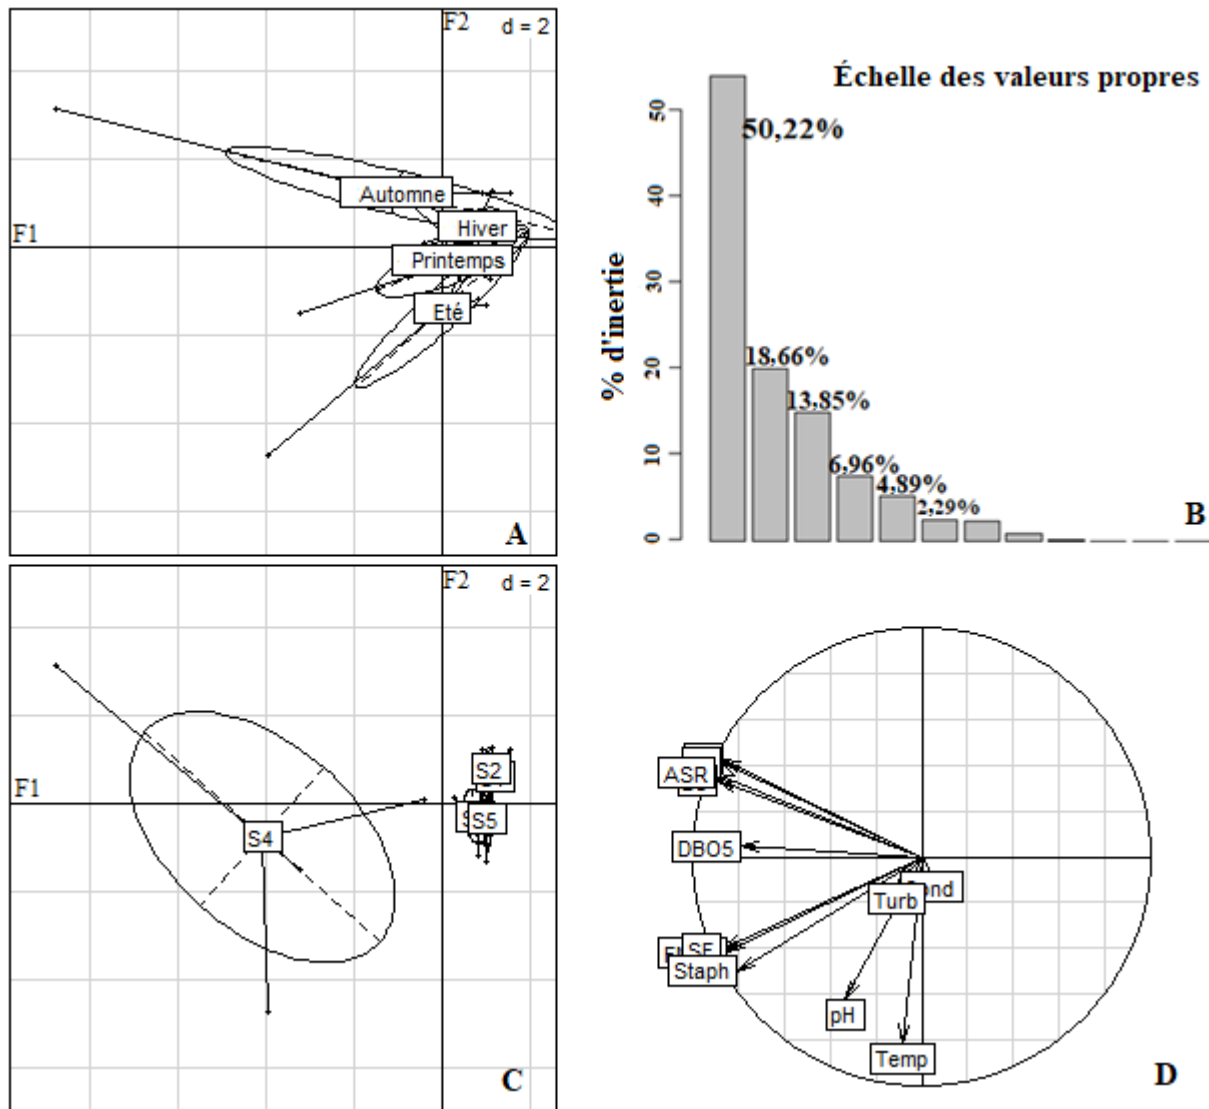 F2 d = 2
Automne
Hiver
F1
Printemps
Eté
A
Échelle des valeurs propres
% d'inertie
50
40
30
20
10
0
50,22%
18,66%
13,85%
6,96%
4,89%
2,29%
B
F2 d = 2
F1
S2
S5
S4
C
ASR
DBO5
Turb
Staph
pH
Temp
D